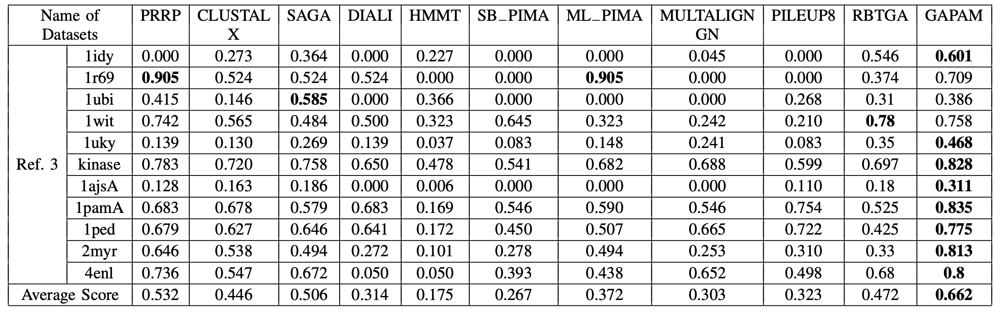 Name of Datasets PRRP CLUSTAL X SAGA DIALI HMMT SB_PIMA ML_PIMA MULTALIGN GN PILEUP8 RBTGA GAPAM
1idy 0.000 0.273 0.364 0.000 0.227 0.000 0.000 0.045 0.000 0.546 0.601
1r69 0.905 0.524 0.524 0.524 0.000 0.000 0.905 0.000 0.000 0.374 0.709
1ubi 0.415 0.146 0.585 0.000 0.366 0.000 0.000 0.000 0.268 0.31 0.386
1wit 0.742 0.565 0.484 0.500 0.323 0.645 0.323 0.242 0.210 0.78 0.758
1uky 0.139 0.130 0.269 0.139 0.037 0.083 0.148 0.241 0.083 0.35 0.468
Ref. 3 kinase 0.783 0.720 0.758 0.650 0.478 0.541 0.682 0.688 0.599 0.697 0.828
1ajsA 0.128 0.163 0.186 0.000 0.006 0.000 0.000 0.000 0.110 0.18 0.311
1pamA 0.683 0.678 0.579 0.683 0.169 0.546 0.590 0.546 0.754 0.525 0.835
1ped 0.679 0.627 0.646 0.641 0.172 0.450 0.507 0.665 0.722 0.425 0.775
2myr 0.646 0.538 0.494 0.272 0.101 0.278 0.494 0.253 0.310 0.33 0.813
4enl 0.736 0.547 0.672 0.050 0.050 0.393 0.438 0.652 0.498 0.68 0.8
Average Score 0.532 0.446 0.506 0.314 0.175 0.267 0.372 0.303 0.323 0.472 0.662